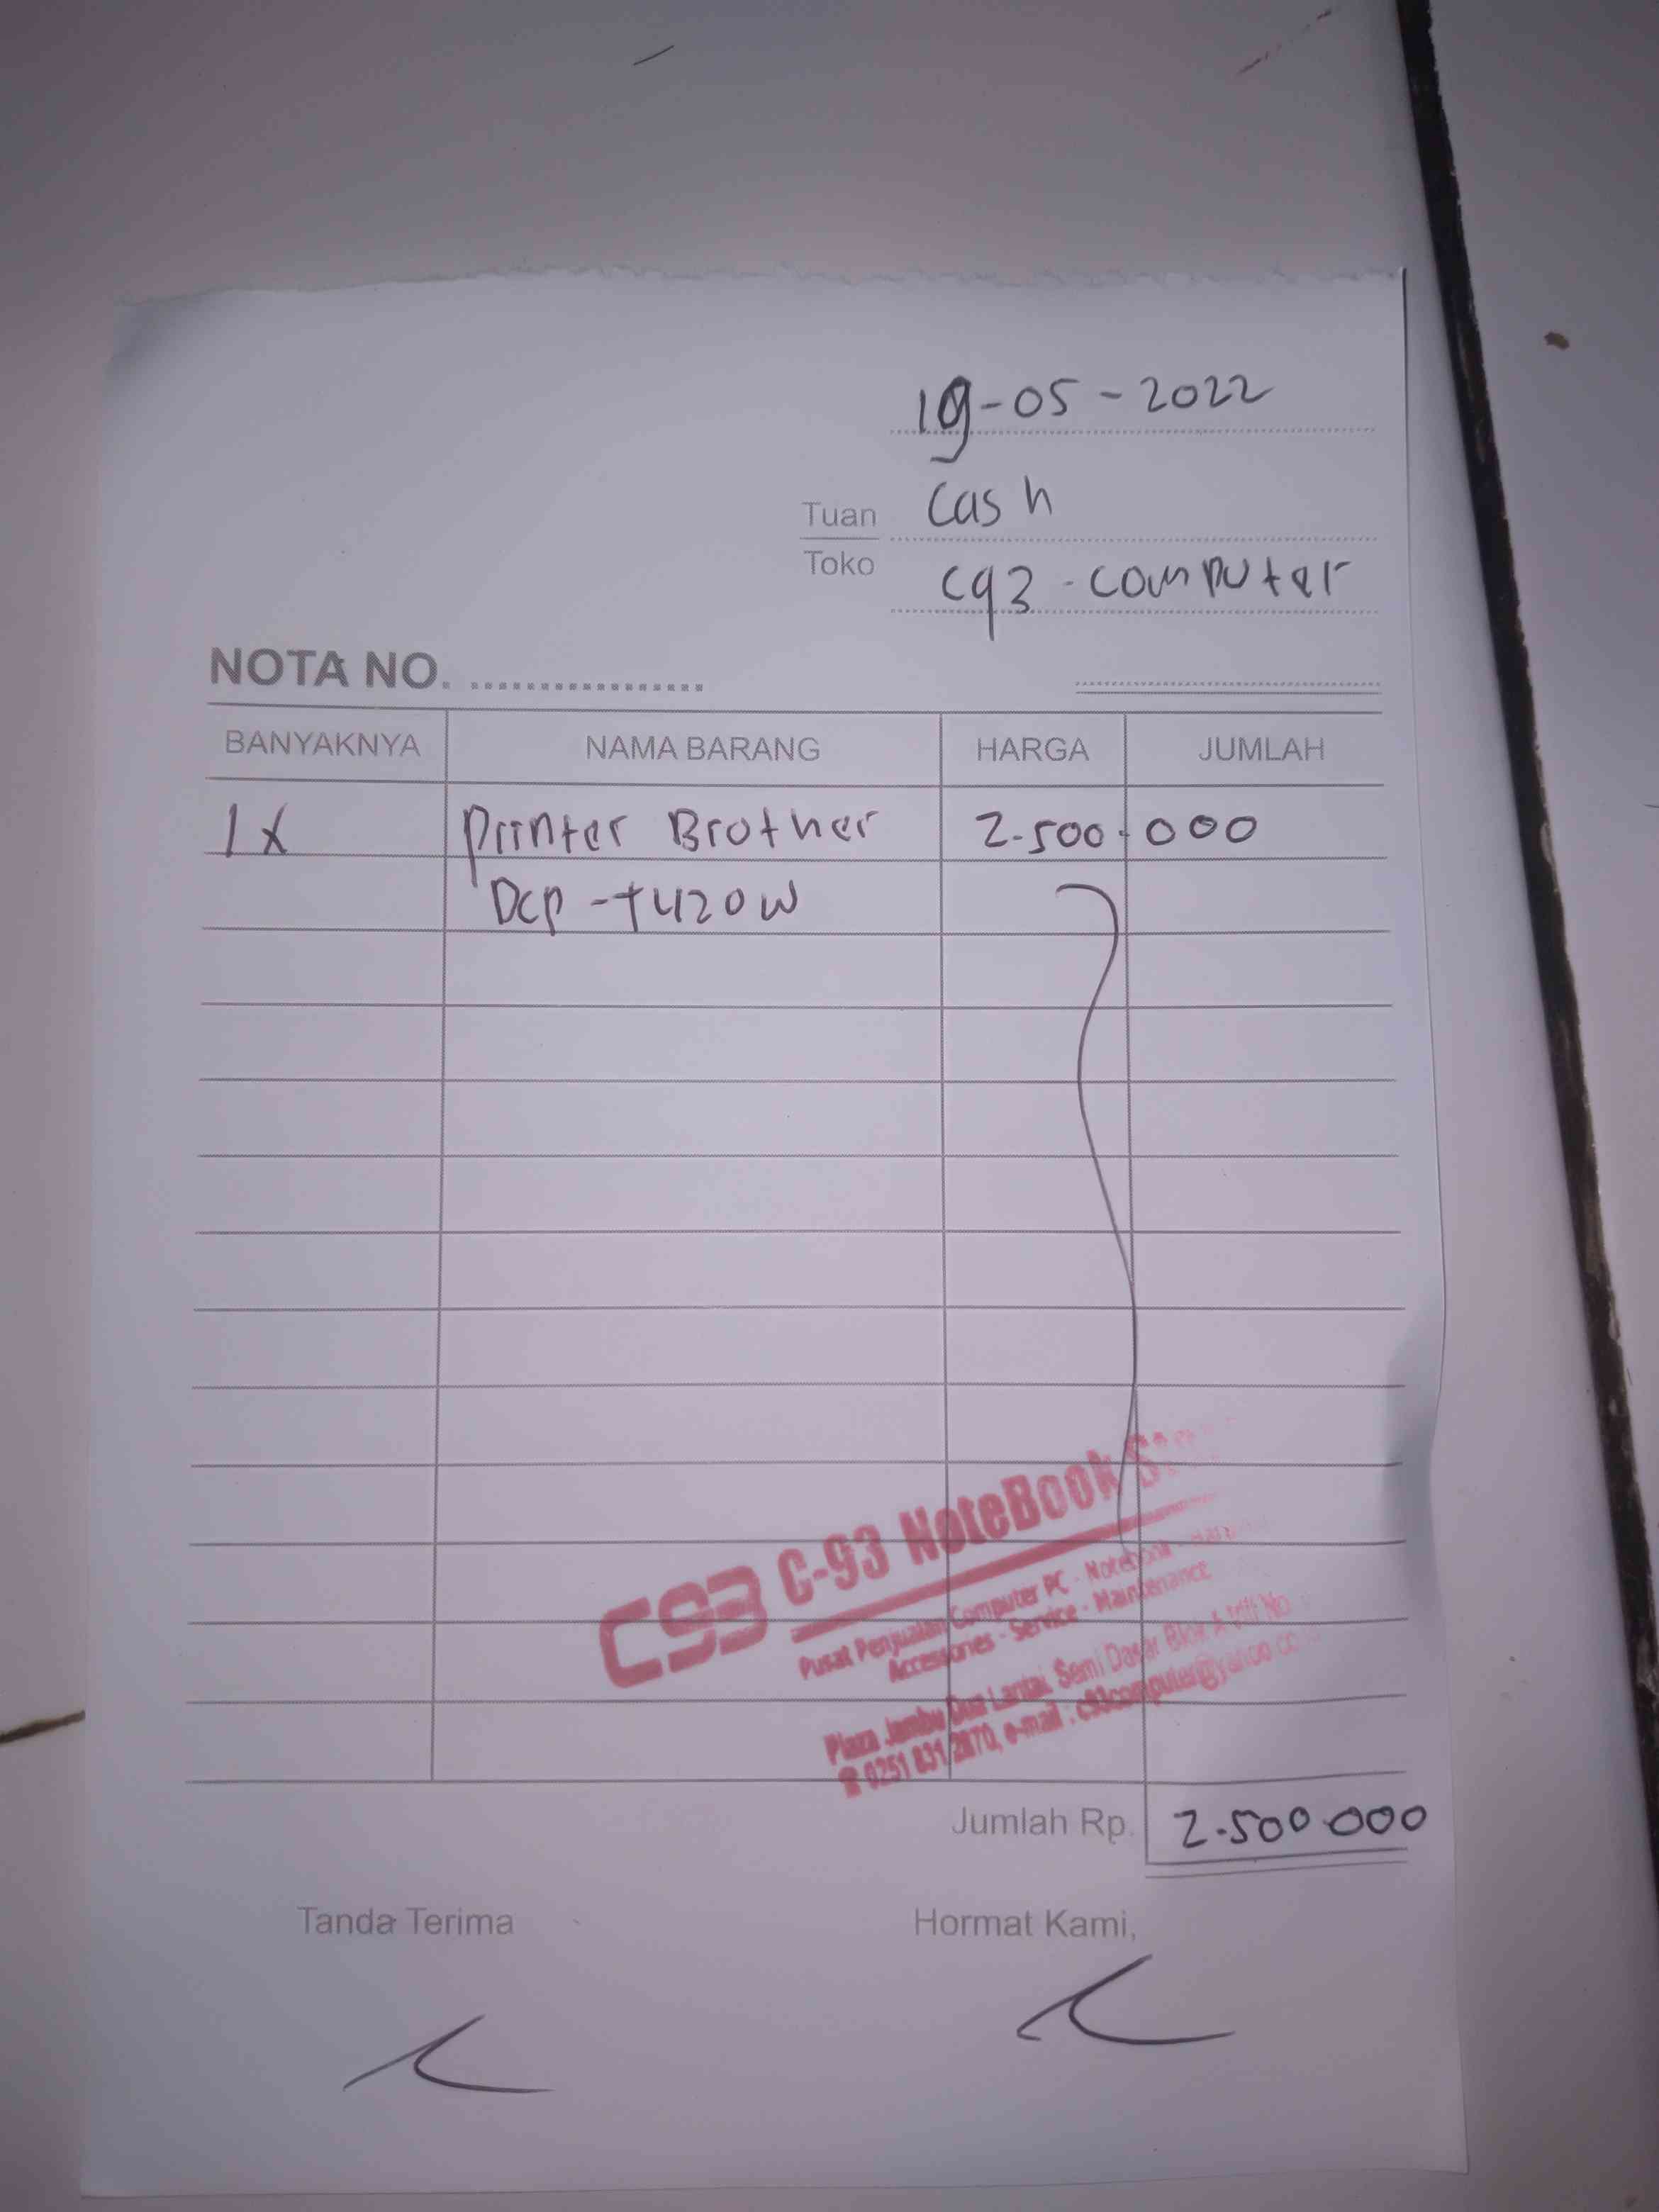 19-05-2022
Tuan Cash
Toko C93-Computer
NOTA NO.
BANYAKNYA NAMA BARANG HARGA JUMLAH
1X Printer Brother 2.500.000
DCP-T420W
C93 C-93 NoteBook
Pusat Penjualan Computer PC - Notebook
Accessories - Service - Maintenance
Plaza Jambu Dua Lantai Semi Dasar Blok A No
☎ 0251 831 2870, e-mail : c93computer@yahoo.co
Jumlah Rp. 2.500.000
Tanda Terima Hormat Kami,